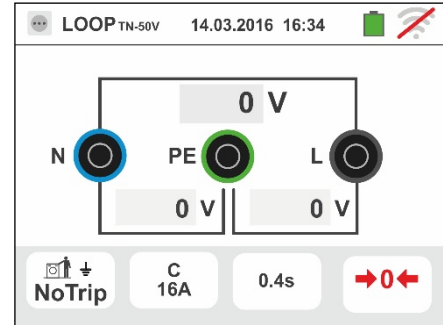 LOOP TN-50V 14.03.2016 16:34
0 V
N PE L
0 V 0 V
NoTrip C 16A 0.4s →0←